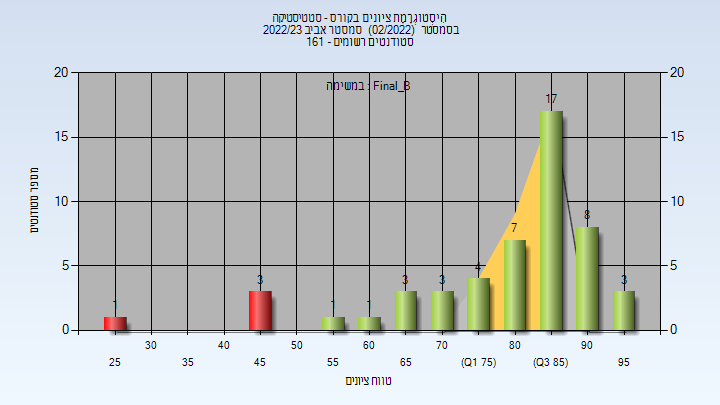 הִיסְטוֹגְרָמַת ציונים בקורס - סטטיסטיקה
בסמסטר (02/2022) סמסטר אביב 2022/23
סטודנטים רשומים - 161
במשימה : Final_B
מספר סטודנטים
20 20
15 15
10 10
5 5
0 0
1 3 1 1 3 3 4 7 17 8 3
30 40 50 60 70 80 90
25 35 45 55 65 (Q1 75) (Q3 85) 95
טווח ציונים